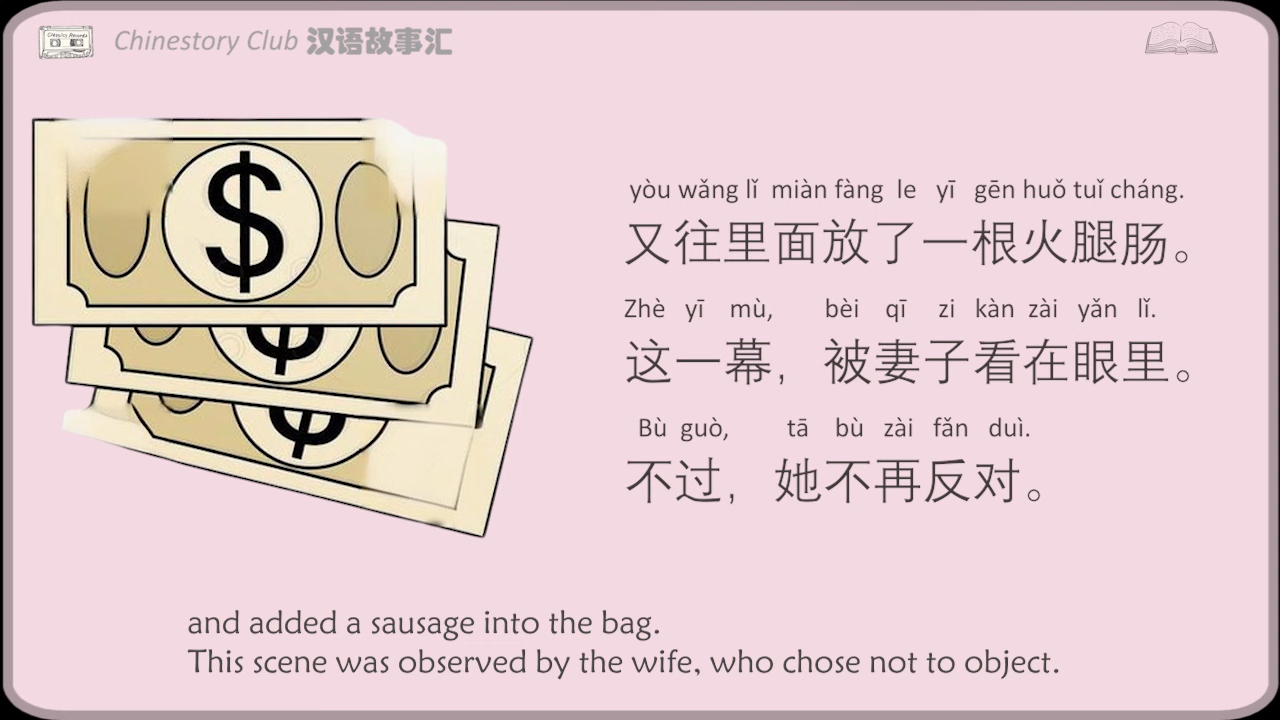 Classics Records
Chinestory Club 汉语故事汇
yòu wǎng lǐ miàn fàng le yī gēn huǒ tuǐ cháng.
又往里面放了一根火腿肠。
Zhè yī mù, bèi qī zi kàn zài yǎn lǐ.
这一幕，被妻子看在眼里。
Bù guò, tā bù zài fǎn duì.
不过，她不再反对。
$
$
$
and added a sausage into the bag.
This scene was observed by the wife, who chose not to object.